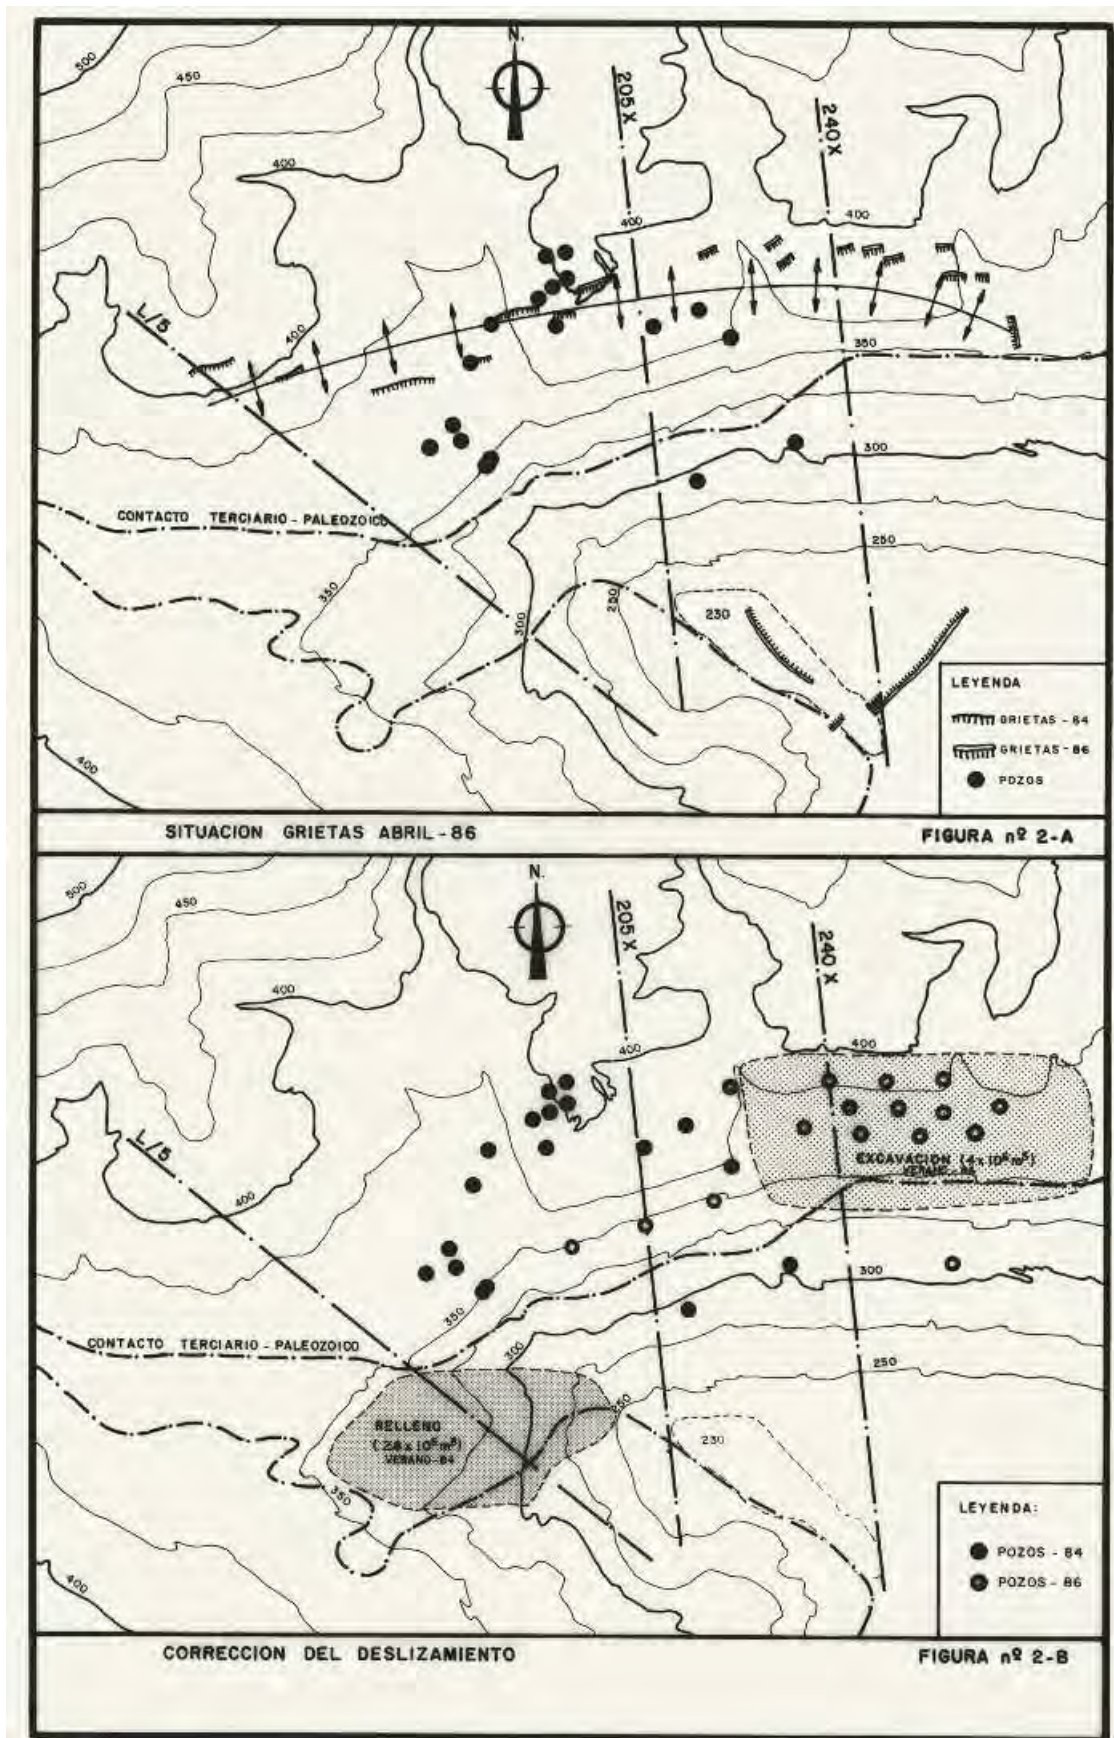 N.
500
450
205 X
240 X
400
400
400
L/5
400
350
300
CONTACTO TERCIARIO - PALEOZOICO
250
350
250
230
300
LEYENDA
GRIETAS - 84
GRIETAS - 86
POZOS
400
SITUACION GRIETAS ABRIL - 86
FIGURA nº 2-A
N.
500
450
205 X
240 X
400
400
400
L/5
EXCAVACION (4 x 10⁶ m³)
400
300
350
CONTACTO TERCIARIO - PALEOZOICO
300
250
250
RELLENO
VERANO - 84
230
350
LEYENDA:
POZOS - 84
POZOS - 86
400
CORRECCION DEL DESLIZAMIENTO
FIGURA nº 2-B